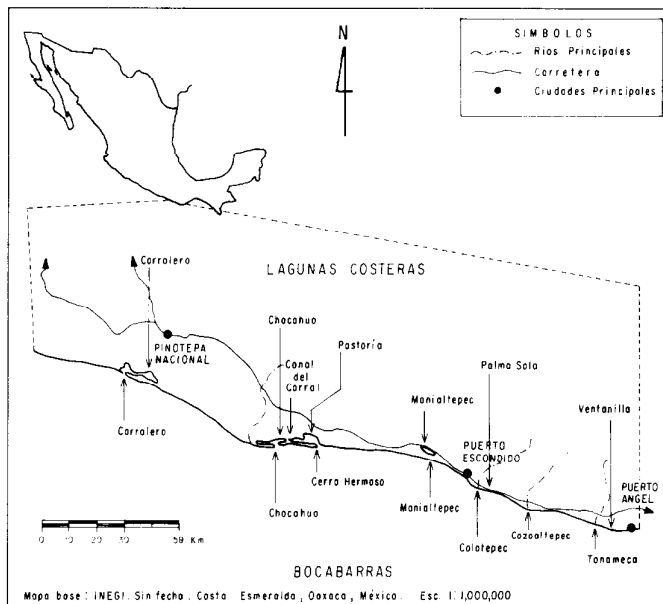 N
SIMBOLOS
Rios Principales
Carretera
Ciudades Principales
LAGUNAS COSTERAS
Corralero
Chacahua
Canal
del
Corral
Pastoría
PINOTEPA
NACIONAL
Manialtepec
Palma Sola
Ventanilla
PUERTO
ESCONDIDO
PUERTO
ANGEL
Corralero
Chacahua
Cerro Hermoso
Manialtepec
Colotepec
Cozoaltepec
Tonameca
0 10 20 30 50 Km
BOCABARRAS
Mapa base: INEGI. Sin fecho. Costa Esmeralda, Oaxaca, México. Esc. 1:1,000,000